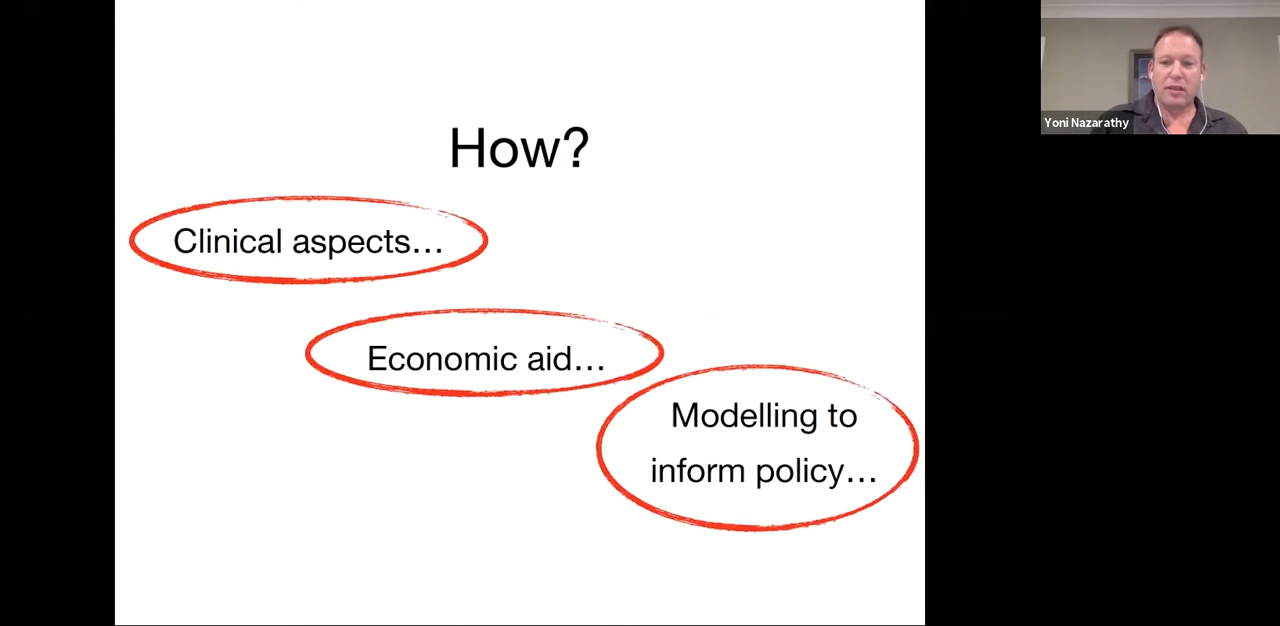 How?
Clinical aspects...
Economic aid...
Modelling to
inform policy...
Yoni Nazarathy